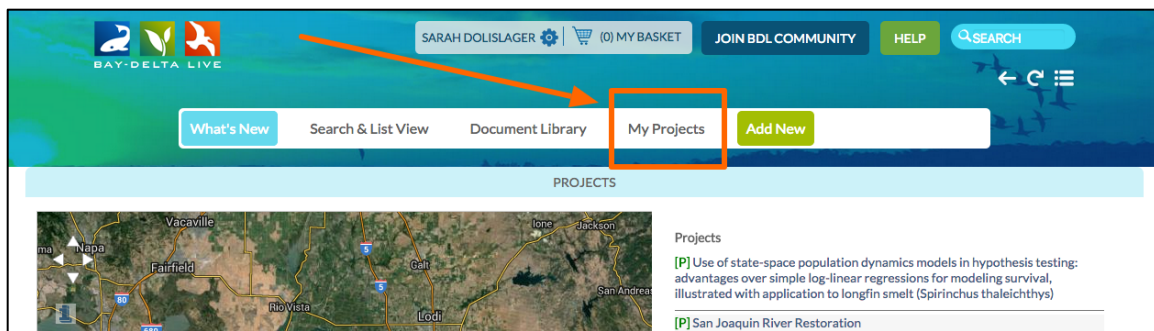 BAY-DELTA LIVE
SARAH DOLISLAGER
(0) MY BASKET
JOIN BDL COMMUNITY
HELP
SEARCH
What's New
Search & List View
Document Library
My Projects
Add New
PROJECTS
Vacaville
Napa
Fairfield
80
680
Rio Vista
5
5
Galt
Lodi
Ione
Jackson
San Andreas
Projects
[P] Use of state-space population dynamics models in hypothesis testing:
advantages over simple log-linear regressions for modeling survival,
illustrated with application to longfin smelt (Spirinchus thaleichthys)
[P] San Joaquin River Restoration